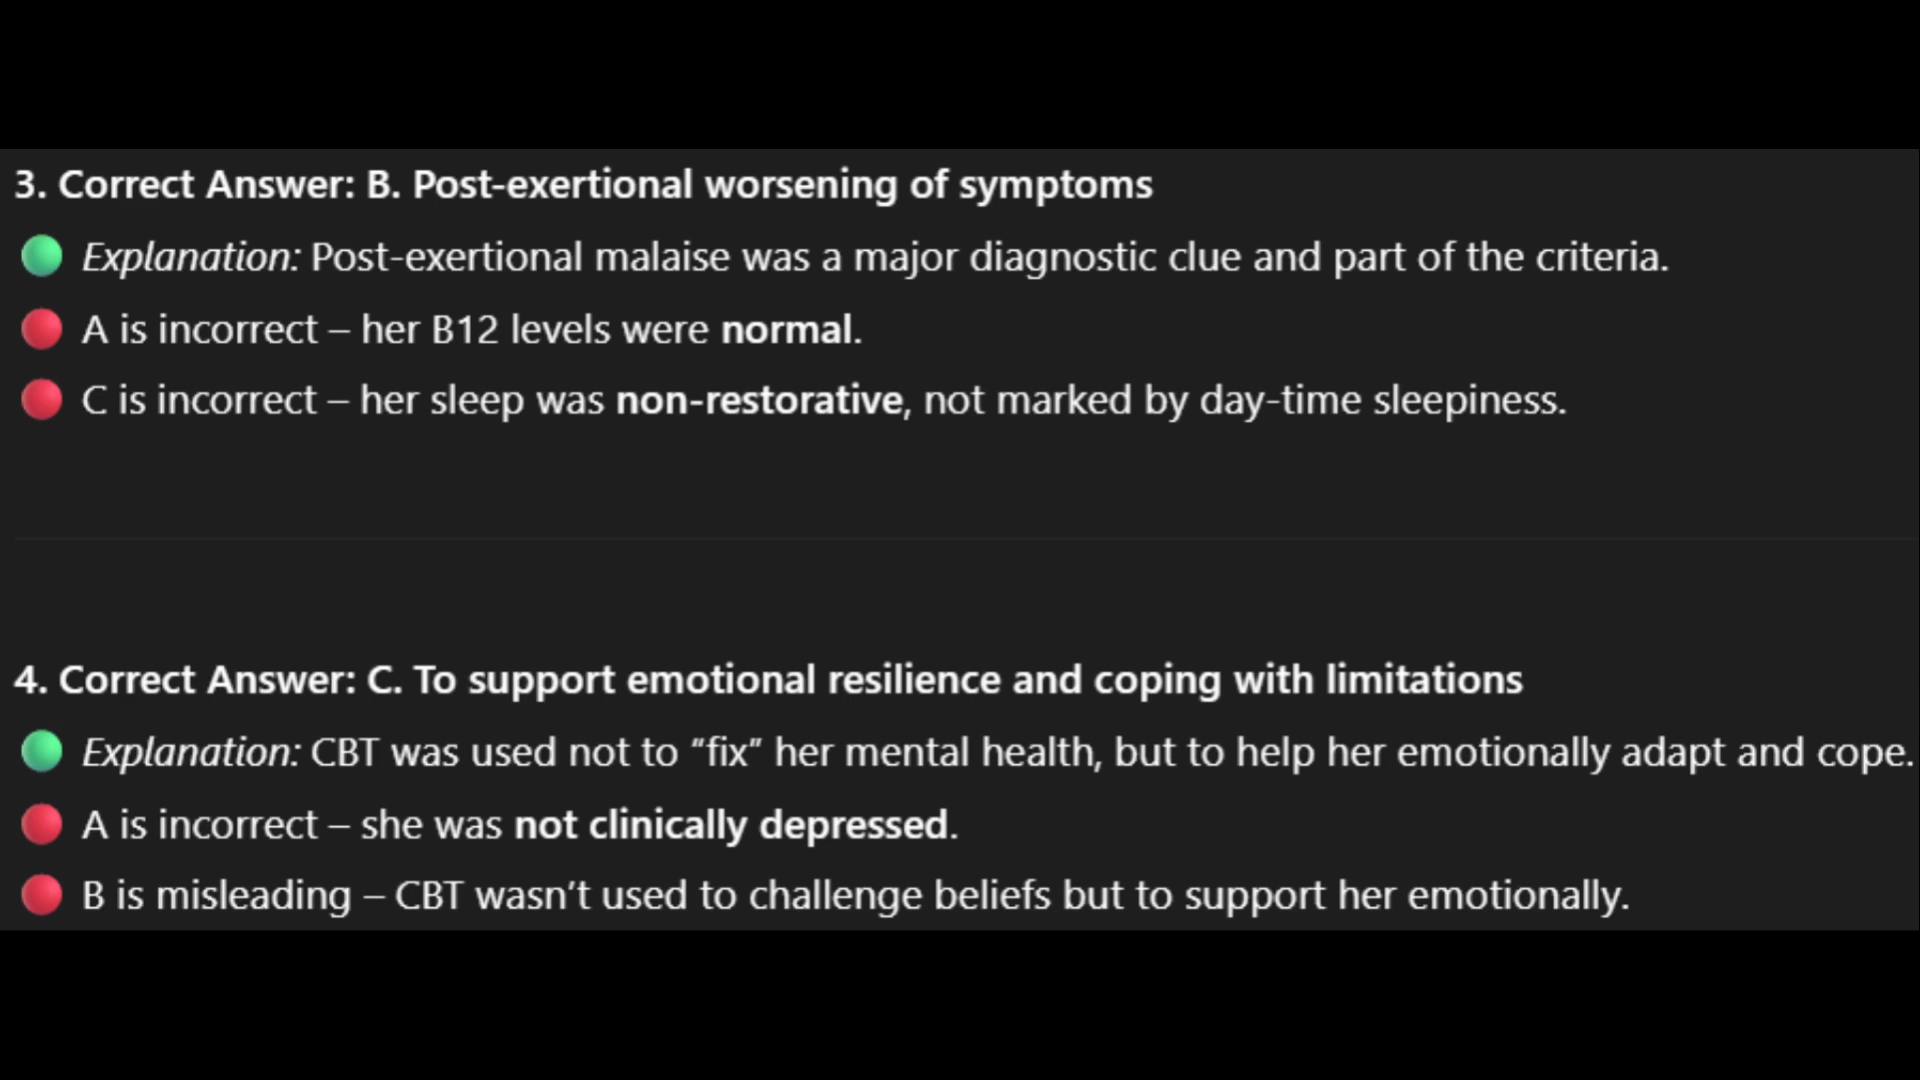 3. Correct Answer: B. Post-exertional worsening of symptoms
Explanation: Post-exertional malaise was a major diagnostic clue and part of the criteria.
A is incorrect – her B12 levels were normal.
C is incorrect – her sleep was non-restorative, not marked by day-time sleepiness.
4. Correct Answer: C. To support emotional resilience and coping with limitations
Explanation: CBT was used not to “fix” her mental health, but to help her emotionally adapt and cope.
A is incorrect – she was not clinically depressed.
B is misleading – CBT wasn’t used to challenge beliefs but to support her emotionally.